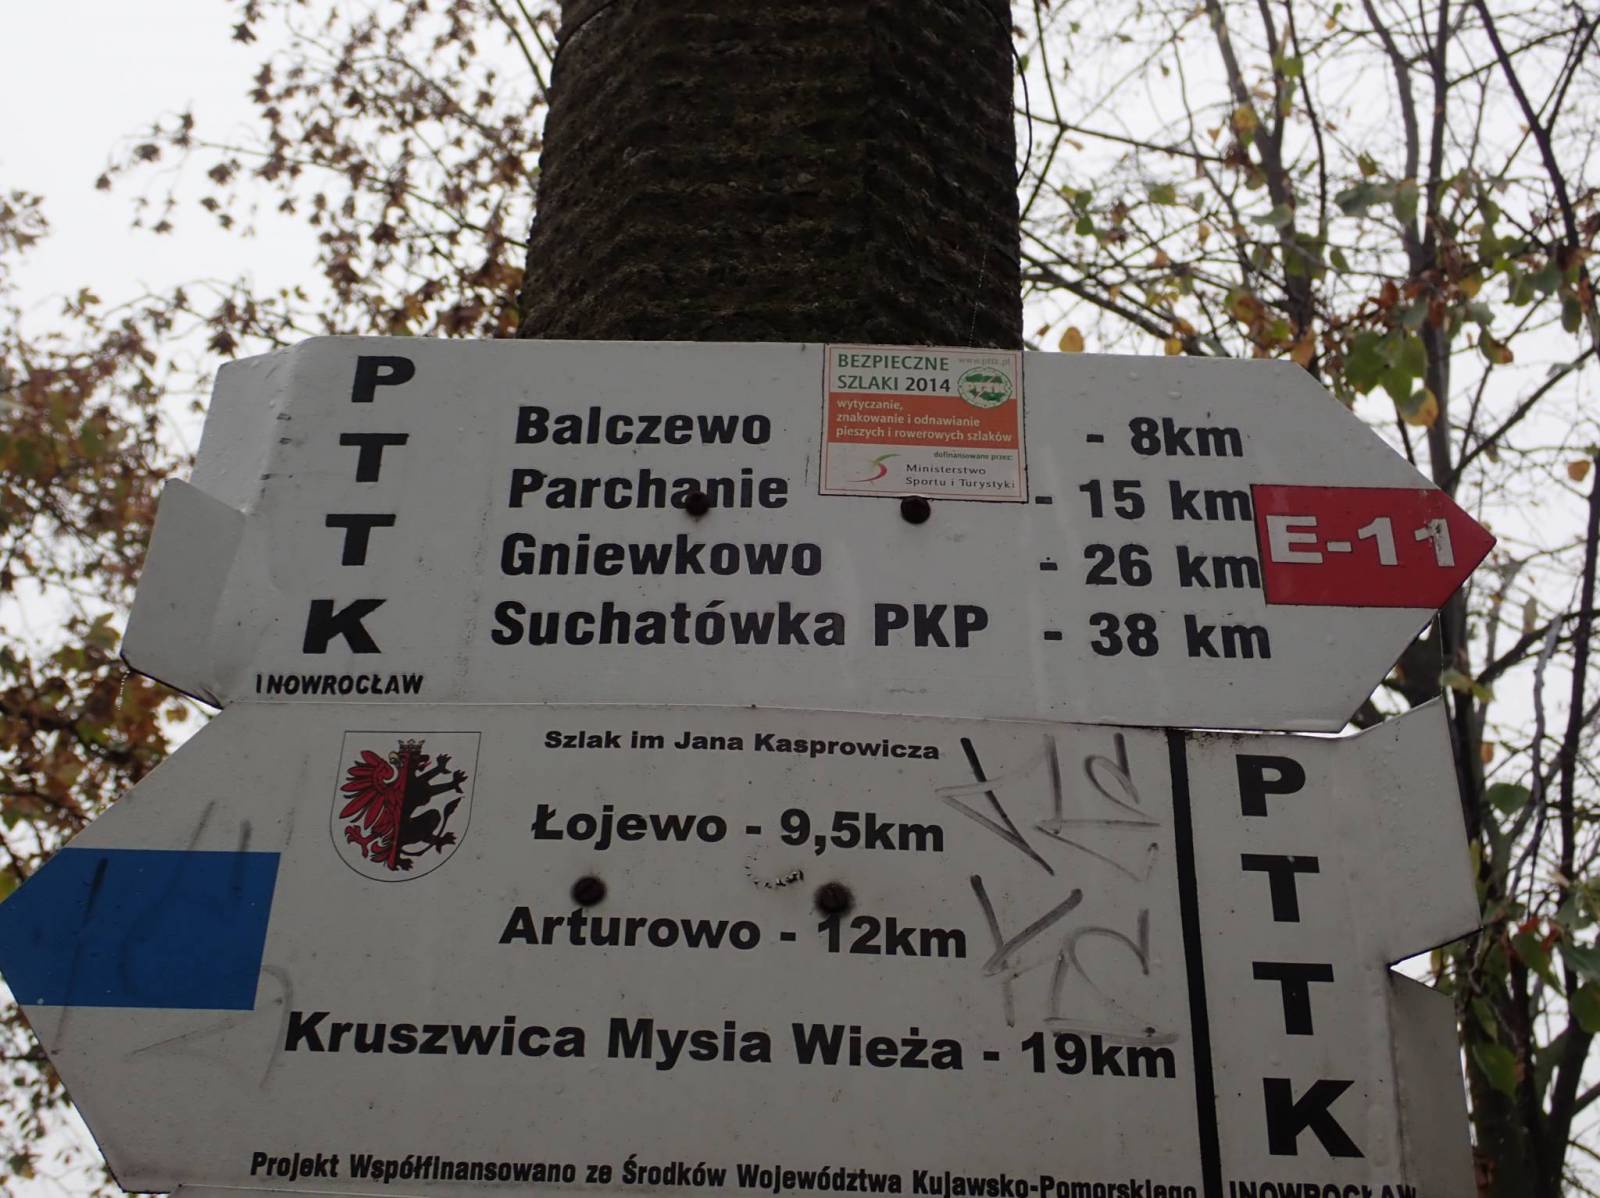 PTTK
INOWROCŁAW
Balczewo - 8km
Parchanie - 15 km
Gniewkowo - 26 km
Suchatówka PKP - 38 km
E-11
BEZPIECZNE www.pttk.pl
SZLAKI 2014 PTTK
wytyczanie,
znakowanie i odnawianie
pieszych i rowerowych szlaków
dofinansowane przez:
Ministerstwo
Sportu i Turystyki
Szlak im Jana Kasprowicza
Łojewo - 9,5km
Arturowo - 12km
Kruszwica Mysia Wieża - 19km
Projekt Współfinansowano ze Środków Województwa Kujawsko-Pomorskiego
PTTK
INOWROCŁAW